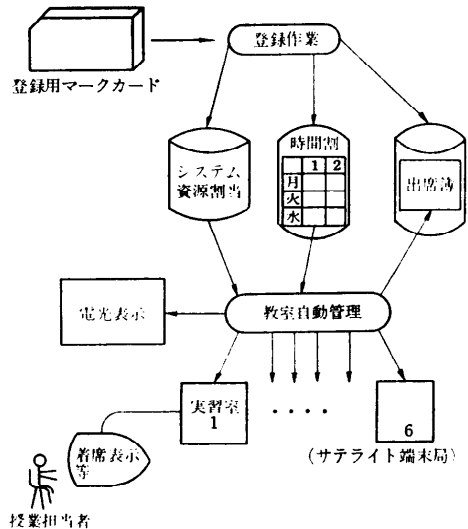 登録作業
登録用マークカード
システム
資源割当
時間割
1 2
月
火
水
出席簿
電光表示
教室自動管理
実習室
1
・・・・
6
(サテライト端末局)
着席表示
等
授業担当者